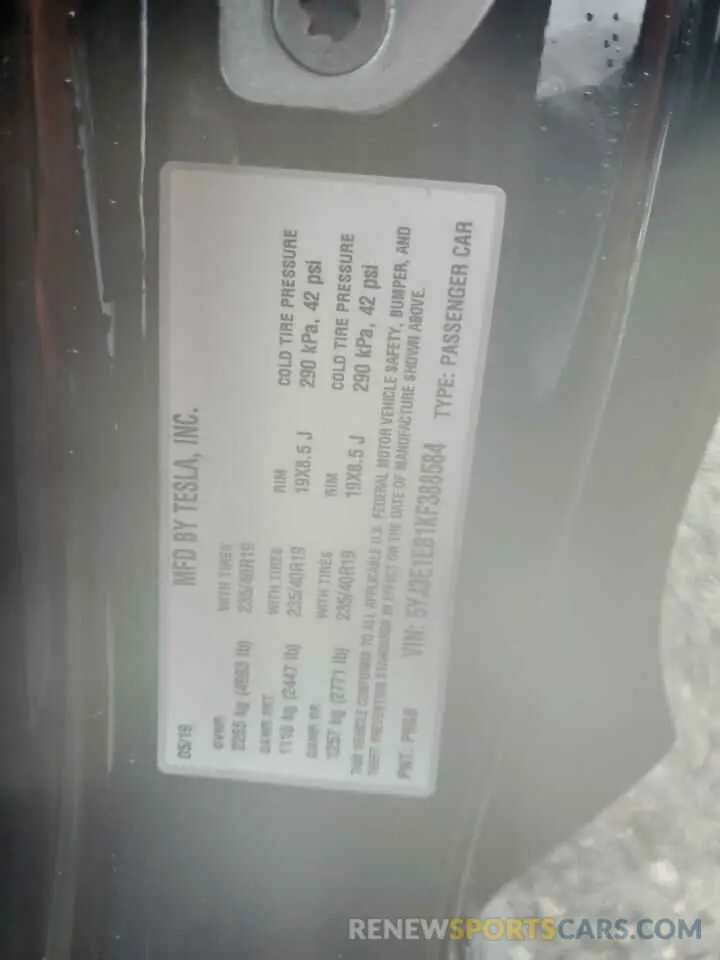 MFD BY TESLA, INC.
05/19
GVWR
2265 kg (4993 lb)
WITH TIRES
235/40R19
GAWR FRT
1110 kg (2447 lb)
WITH TIRES
235/40R19
RIM
19X8.5 J
COLD TIRE PRESSURE
290 kPa, 42 psi
GAWR RR
1257 kg (2771 lb)
WITH TIRES
235/40R19
RIM
19X8.5 J
COLD TIRE PRESSURE
290 kPa, 42 psi
THIS VEHICLE CONFORMS TO ALL APPLICABLE U.S. FEDERAL MOTOR VEHICLE SAFETY, BUMPER, AND
THEFT PREVENTION STANDARDS IN EFFECT ON THE DATE OF MANUFACTURE SHOWN ABOVE.
VIN: 5YJ3E1EB1KF388584 TYPE: PASSENGER CAR
PNT:
RENEWSPORTSCARS.COM